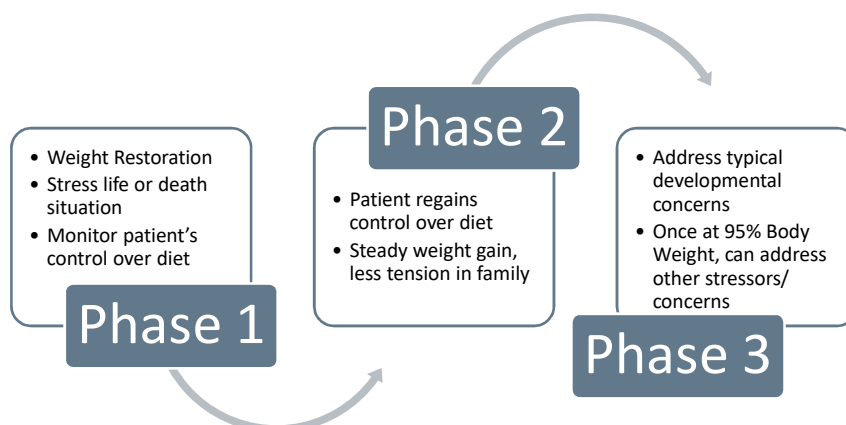 • Weight Restoration
• Stress life or death
situation
• Monitor patient's
control over diet
Phase 1
Phase 2
• Patient regains
control over diet
• Steady weight gain,
less tension in family
• Address typical
developmental
concerns
• Once at 95% Body
Weight, can address
other stressors/
concerns
Phase 3